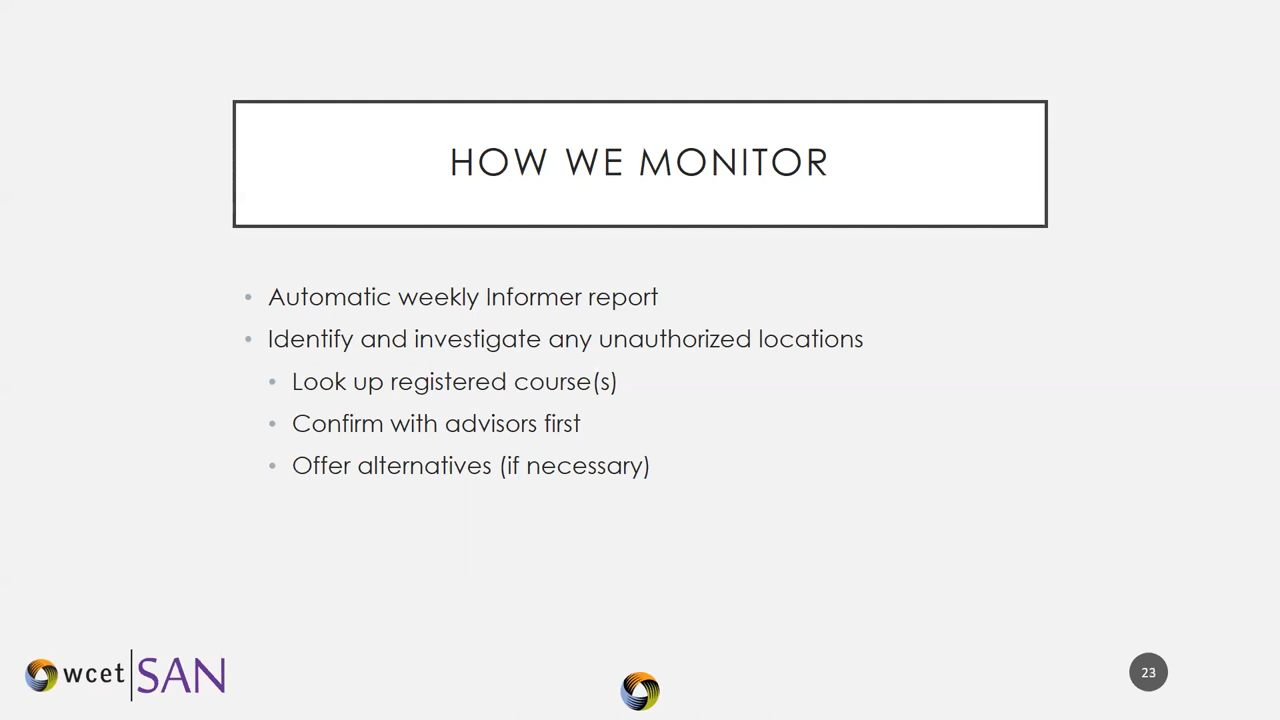 HOW WE MONITOR
• Automatic weekly Informer report
• Identify and investigate any unauthorized locations
• Look up registered course(s)
• Confirm with advisors first
• Offer alternatives (if necessary)
wcet|SAN
23